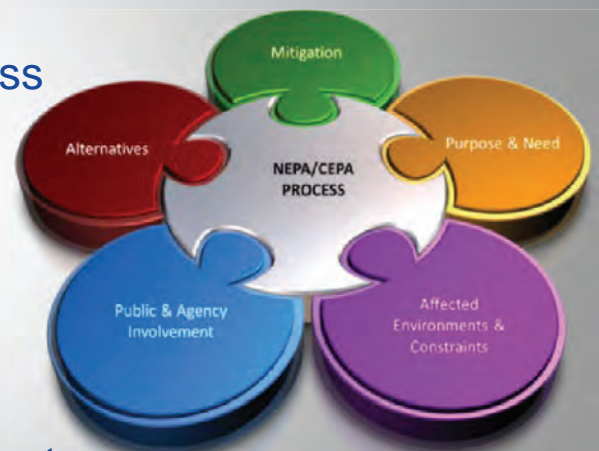 ss
Mitigation
Alternatives
Purpose & Need
NEPA/CEPA
PROCESS
Public & Agency
Involvement
Affected
Environments &
Constraints